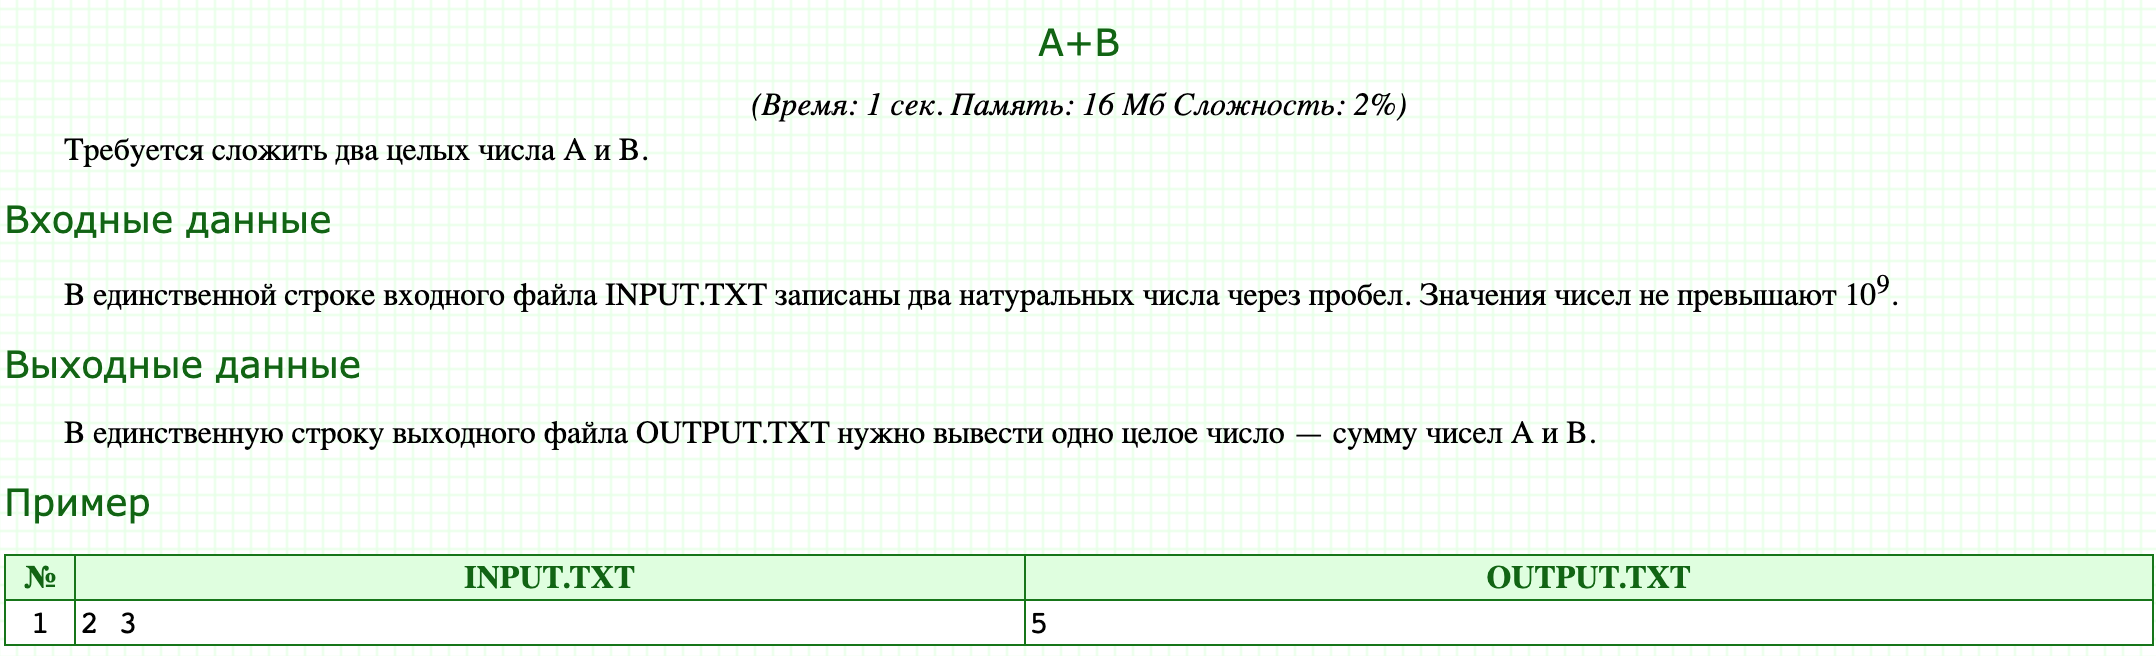 A+B
(Время: 1 сек. Память: 16 Мб Сложность: 2%)
Требуется сложить два целых числа А и В.
Входные данные
В единственной строке входного файла INPUT.TXT записаны два натуральных числа через пробел. Значения чисел не превышают 10⁹.
Выходные данные
В единственную строку выходного файла OUTPUT.TXT нужно вывести одно целое число — сумму чисел А и В.
Пример
№ INPUT.TXT OUTPUT.TXT
1 2 3 5